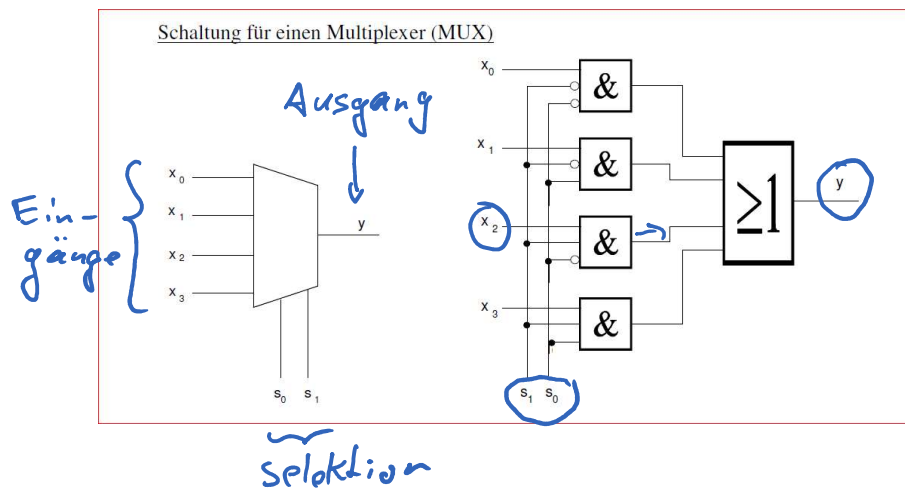 Schaltung für einen Multiplexer (MUX)
Ausgang
Ein-
gänge
x0
x1
x2
x3
y
s0 s1
Selektion
x0
&
x1
&
x2
&
x3
&
≥1
y
s1 s0